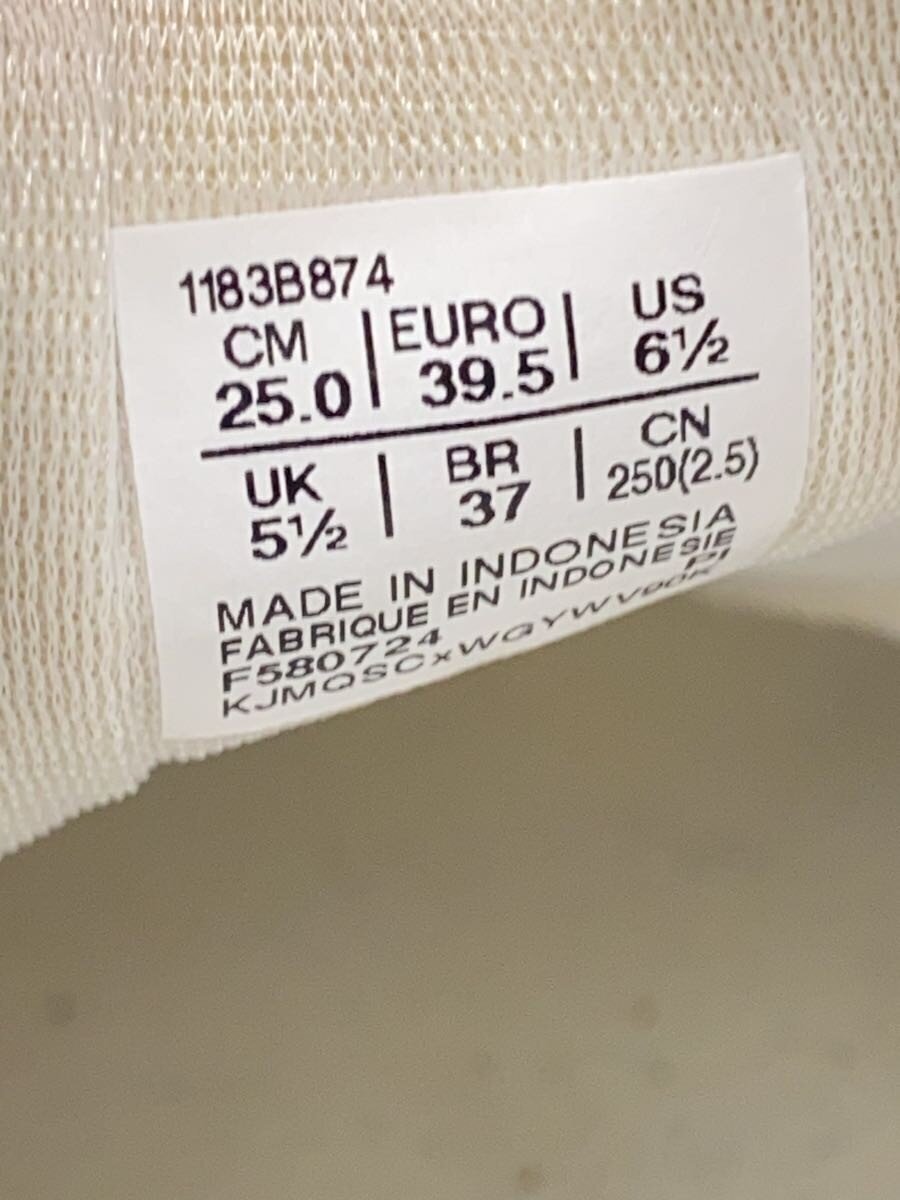 1183B874
CM | EURO | US
25.0 | 39.5 | 6½
UK | BR | CN
5½ | 37 | 250(2.5)
MADE IN INDONESIA
FABRIQUE EN INDONESIE
F580724 PI